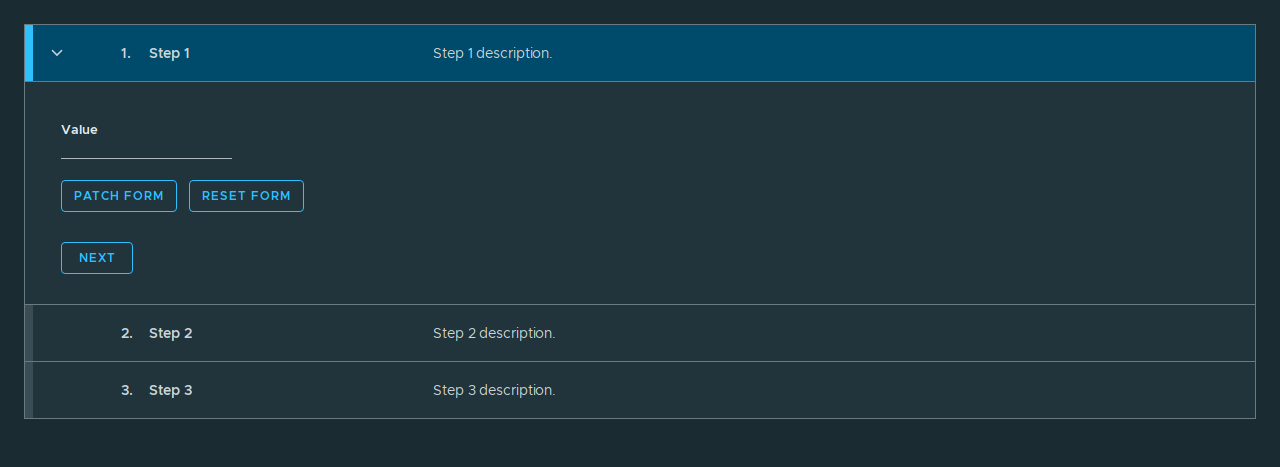 1. Step 1 Step 1 description.
Value
PATCH FORM RESET FORM
NEXT
2. Step 2 Step 2 description.
3. Step 3 Step 3 description.